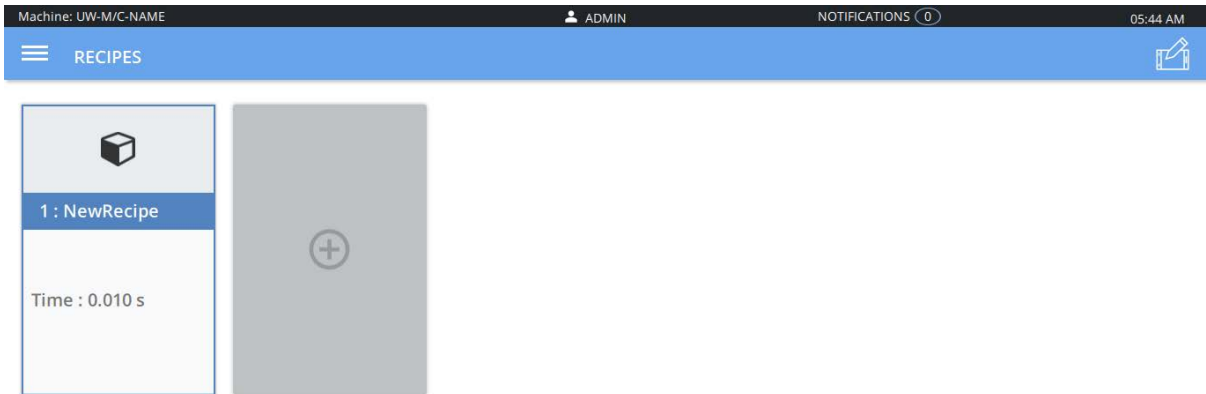 Machine: UW-M/C-NAME
ADMIN
NOTIFICATIONS 0
05:44 AM
RECIPES
1 : NewRecipe
Time : 0.010 s